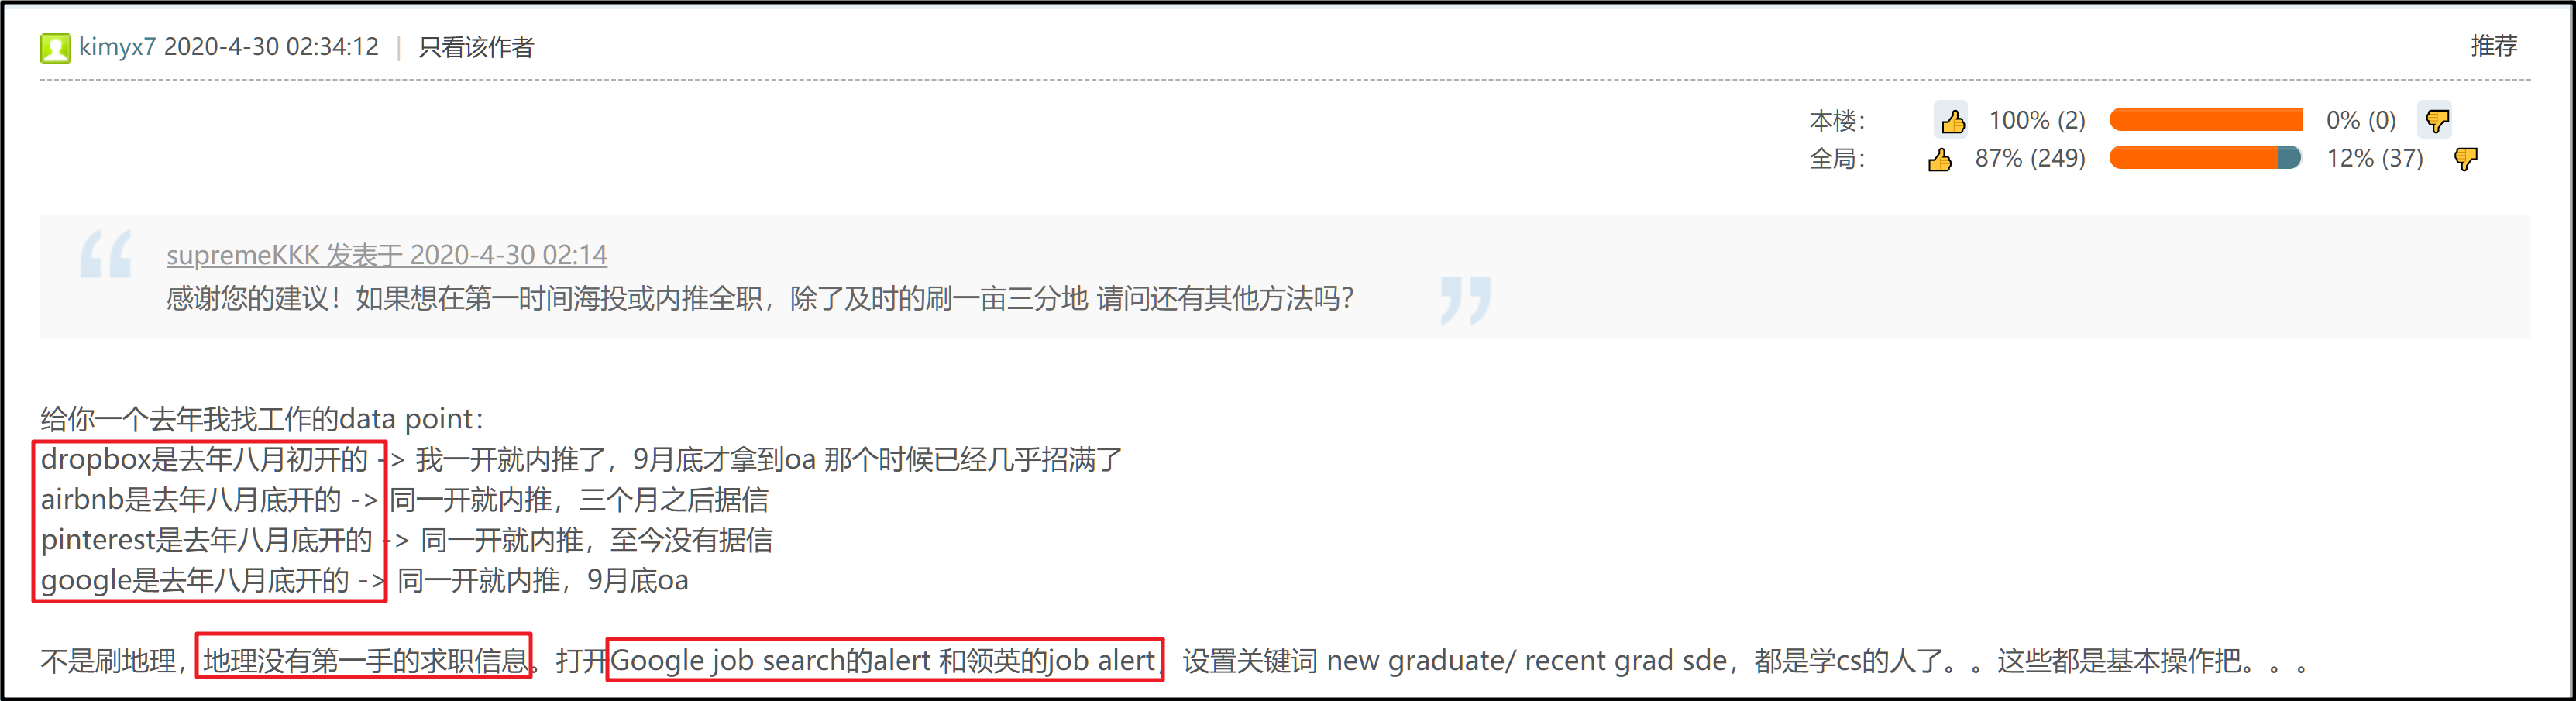 kimyx7 2020-4-30 02:34:12 | 只看该作者 推荐
本楼： 100% (2) 0% (0)
全局： 87% (249) 12% (37)
supremeKKK 发表于 2020-4-30 02:14
感谢您的建议！如果想在第一时间海投或内推全职，除了及时的刷一亩三分地 请问还有其他方法吗？
给你一个去年我找工作的data point：
dropbox是去年八月初开的 -> 我一开就内推了，9月底才拿到oa 那个时候已经几乎招满了
airbnb是去年八月底开的 -> 同一开就内推，三个月之后据信
pinterest是去年八月底开的 -> 同一开就内推，至今没有据信
google是去年八月底开的 -> 同一开就内推，9月底oa
不是刷地理，地理没有第一手的求职信息。打开Google job search的alert 和领英的job alert，设置关键词 new graduate/ recent grad sde，都是学cs的人了。。这些都是基本操作把。。。